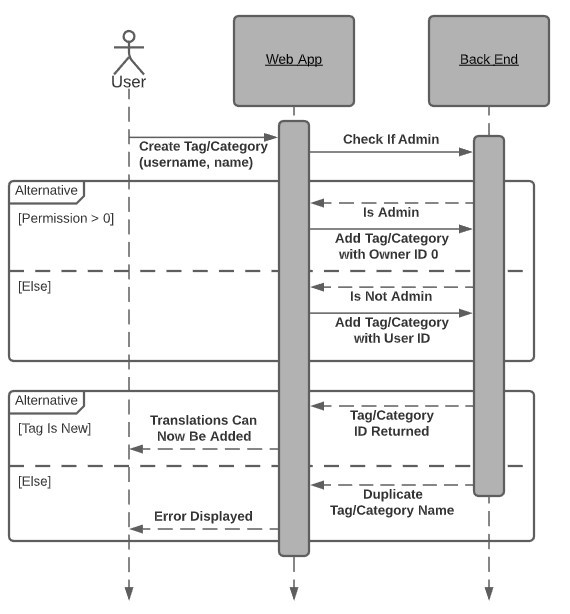 User
Web App
Back End
Create Tag/Category
(username, name)
Check If Admin
Alternative
[Permission > 0]
Is Admin
Add Tag/Category
with Owner ID 0
[Else]
Is Not Admin
Add Tag/Category
with User ID
Alternative
[Tag Is New]
Tag/Category
ID Returned
Translations Can
Now Be Added
[Else]
Duplicate
Tag/Category Name
Error Displayed